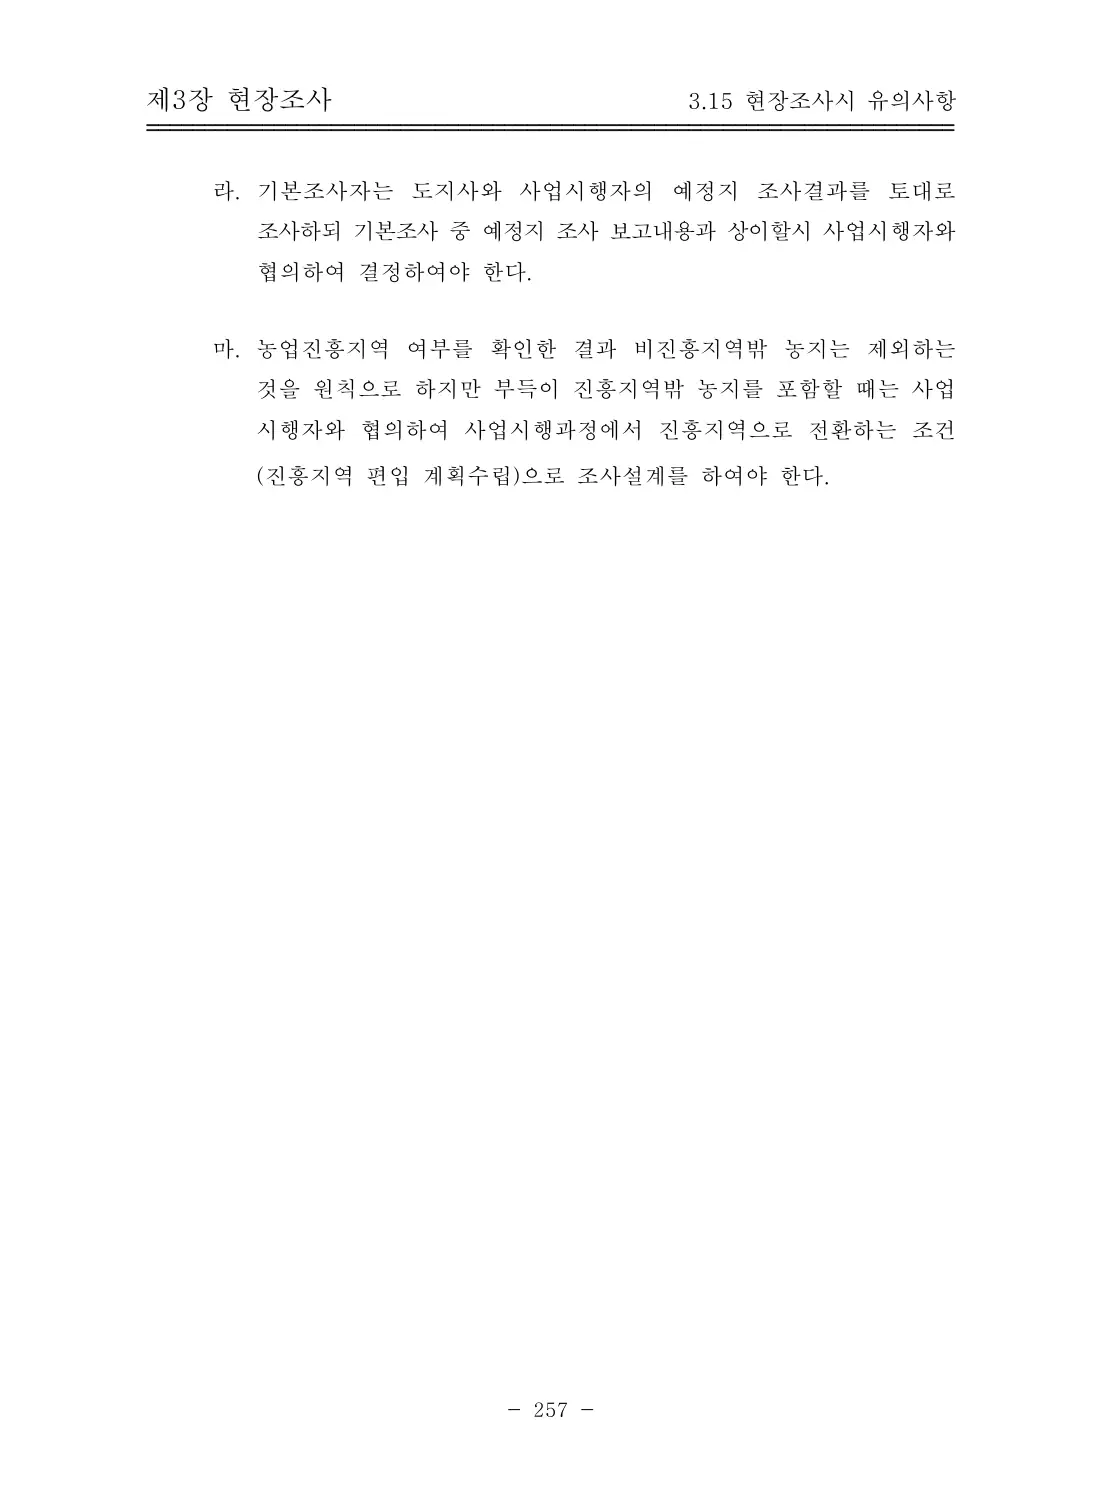 제3장 현장조사
3.15 현장조사시 유의사항
라. 기본조사자는 도지사와 사업시행자의 예정지 조사결과를 토대로
조사하되 기본조사 중 예정지 조사 보고내용과 상이할시 사업시행자와
협의하여 결정하여야 한다.
마. 농업진흥지역 여부를 확인한 결과 비진흥지역밖 농지는 제외하는
것을 원칙으로 하지만 부득이 진흥지역밖 농지를 포함할 때는 사업
시행자와 협의하여 사업시행과정에서 진흥지역으로 전환하는 조건
(진흥지역 편입 계획수립)으로 조사설계를 하여야 한다.
- 257 -